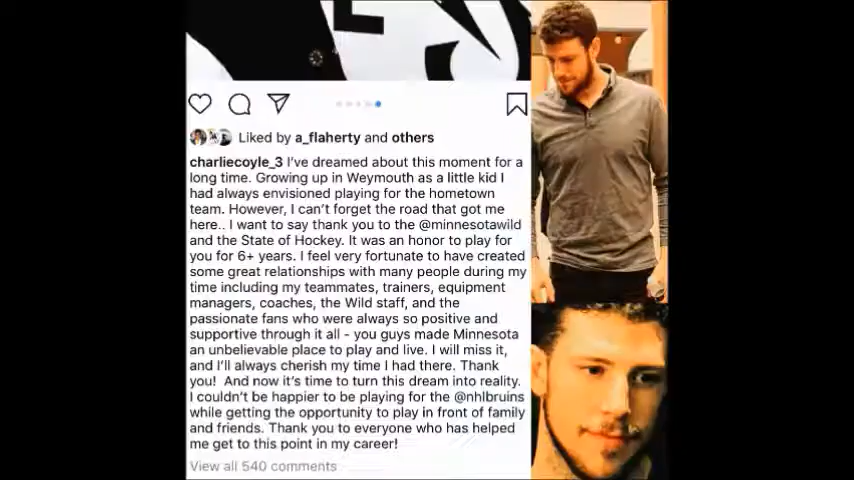 Liked by a_flaherty and others
charliecoyle_3 I've dreamed about this moment for a
long time. Growing up in Weymouth as a little kid I
had always envisioned playing for the hometown
team. However, I can't forget the road that got me
here.. I want to say thank you to the @minnesotawild
and the State of Hockey. It was an honor to play for
you for 6+ years. I feel very fortunate to have created
some great relationships with many people during my
time including my teammates, trainers, equipment
managers, coaches, the Wild staff, and the
passionate fans who were always so positive and
supportive through it all - you guys made Minnesota
an unbelievable place to play and live. I will miss it,
and I'll always cherish my time I had there. Thank
you!  And now it's time to turn this dream into reality.
I couldn't be happier to be playing for the @nhlbruins
while getting the opportunity to play in front of family
and friends. Thank you to everyone who has helped
me get to this point in my career!
View all 540 comments